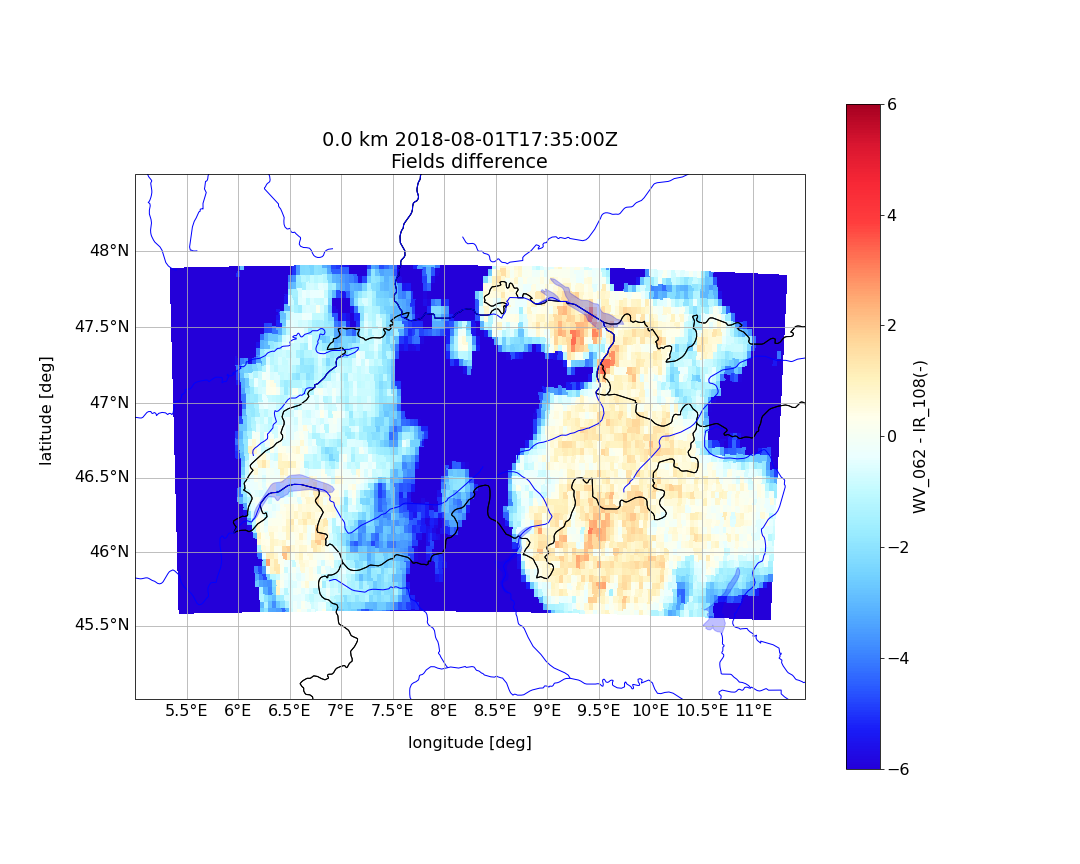 0.0 km 2018-08-01T17:35:00Z
Fields difference
48°N
47.5°N
47°N
46.5°N
46°N
45.5°N
latitude [deg]
5.5°E 6°E 6.5°E 7°E 7.5°E 8°E 8.5°E 9°E 9.5°E 10°E 10.5°E 11°E
longitude [deg]
6
4
2
0
−2
−4
−6
WV_062 - IR_108(-)